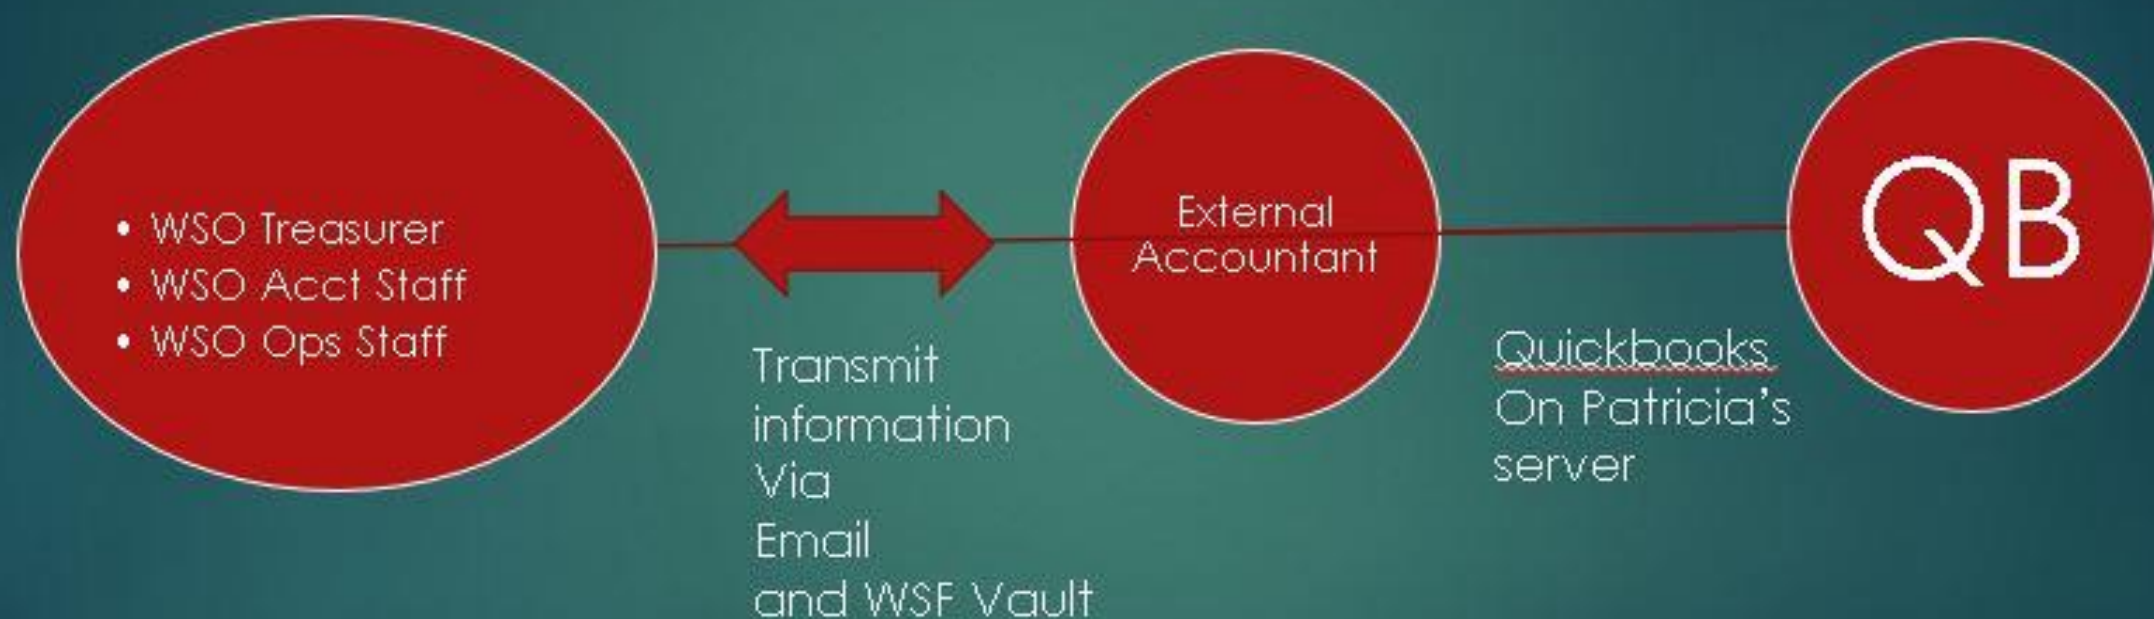 • WSO Treasurer
• WSO Acct Staff
• WSO Ops Staff
Transmit
information
Via
Email
and WSF Vault
External
Accountant
Quickbooks
On Patricia’s
server
QB